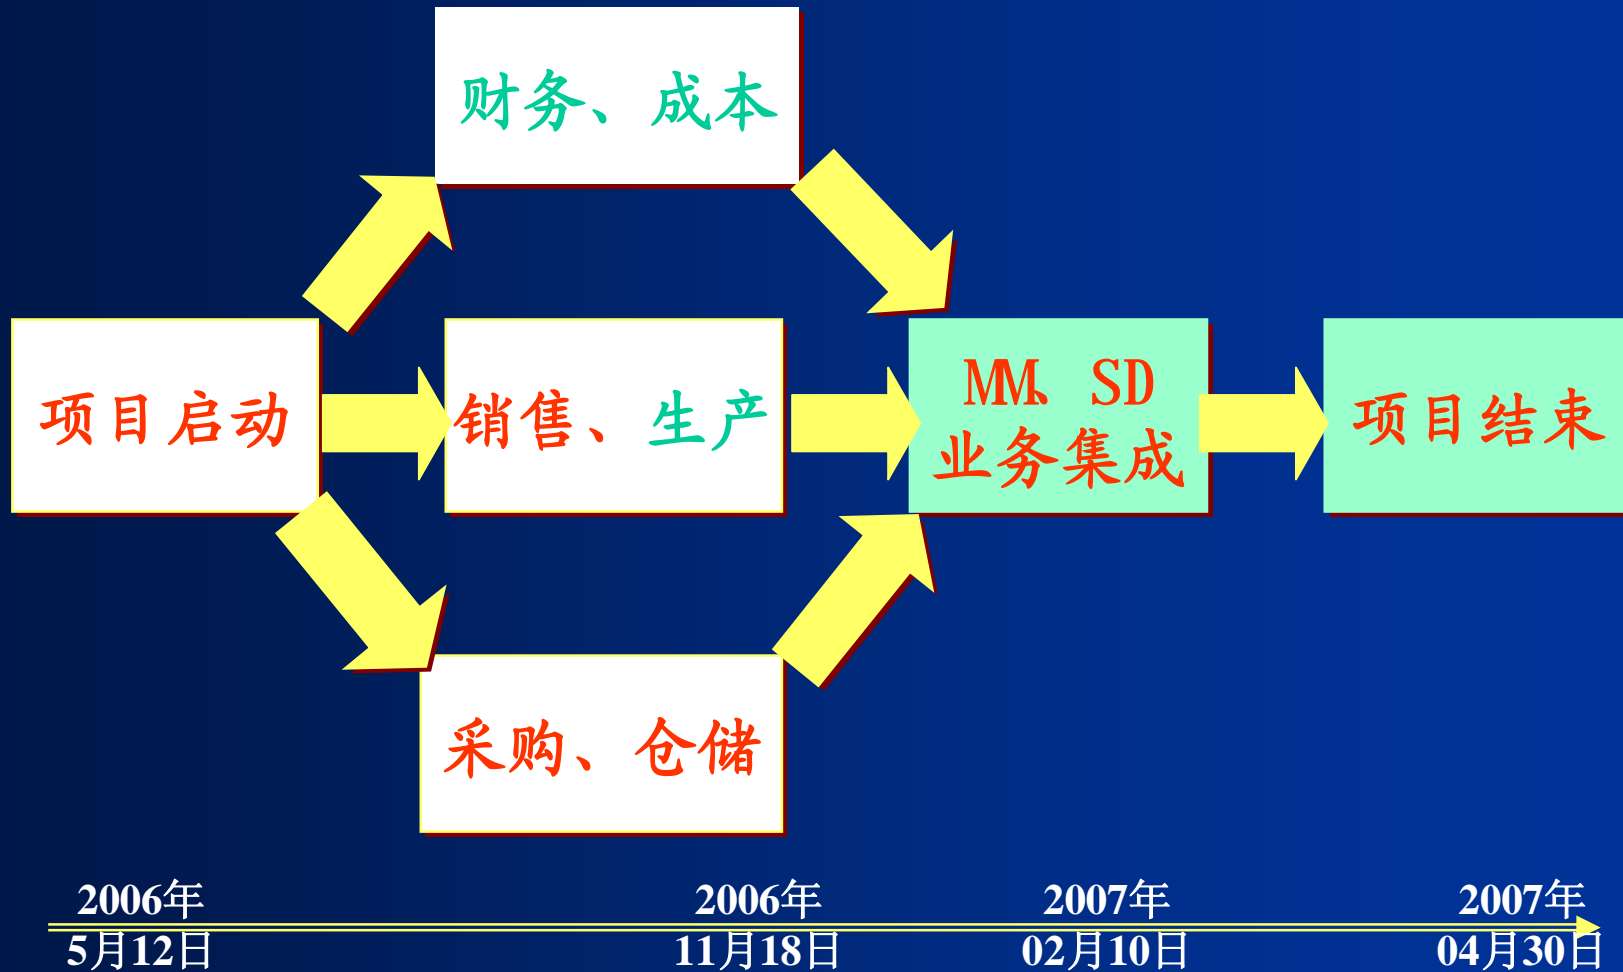 财务、成本
项目启动
销售、生产
MM、SD
业务集成
项目结束
采购、仓储
2006年
5月12日
2006年
11月18日
2007年
02月10日
2007年
04月30日